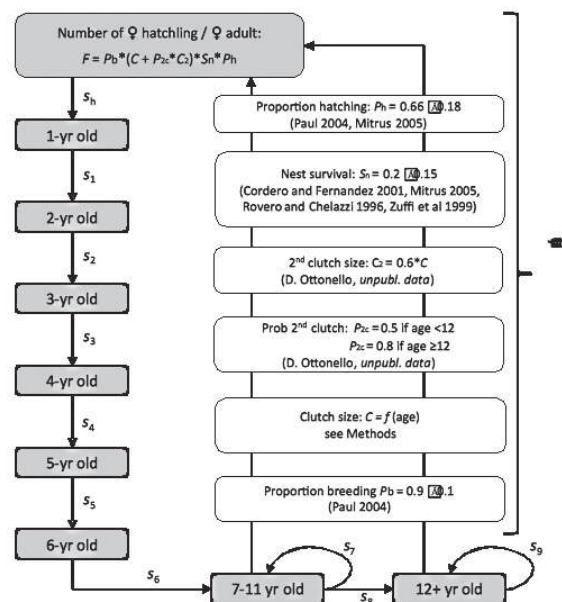 Number of ♀ hatchling / ♀ adult:
F = Pb*(C + P2c*C2)*Sn*Ph
sh
1-yr old
s1
2-yr old
s2
3-yr old
s3
4-yr old
s4
5-yr old
s5
6-yr old
s6
Proportion hatching: Ph = 0.66 0.18
(Paul 2004, Mitrus 2005)
Nest survival: Sn = 0.2 0.15
(Cordero and Fernandez 2001, Mitrus 2005,
Rovero and Chelazzi 1996, Zuffi et al 1999)
2nd clutch size: C2 = 0.6*C
(D. Ottonello, unpubl. data)
Prob 2nd clutch: P2c = 0.5 if age <12
P2c = 0.8 if age ≥12
(D. Ottonello, unpubl. data)
Clutch size: C = f (age)
see Methods
Proportion breeding Pb = 0.9 0.1
(Paul 2004)
s7
7-11 yr old
s8
s9
12+ yr old